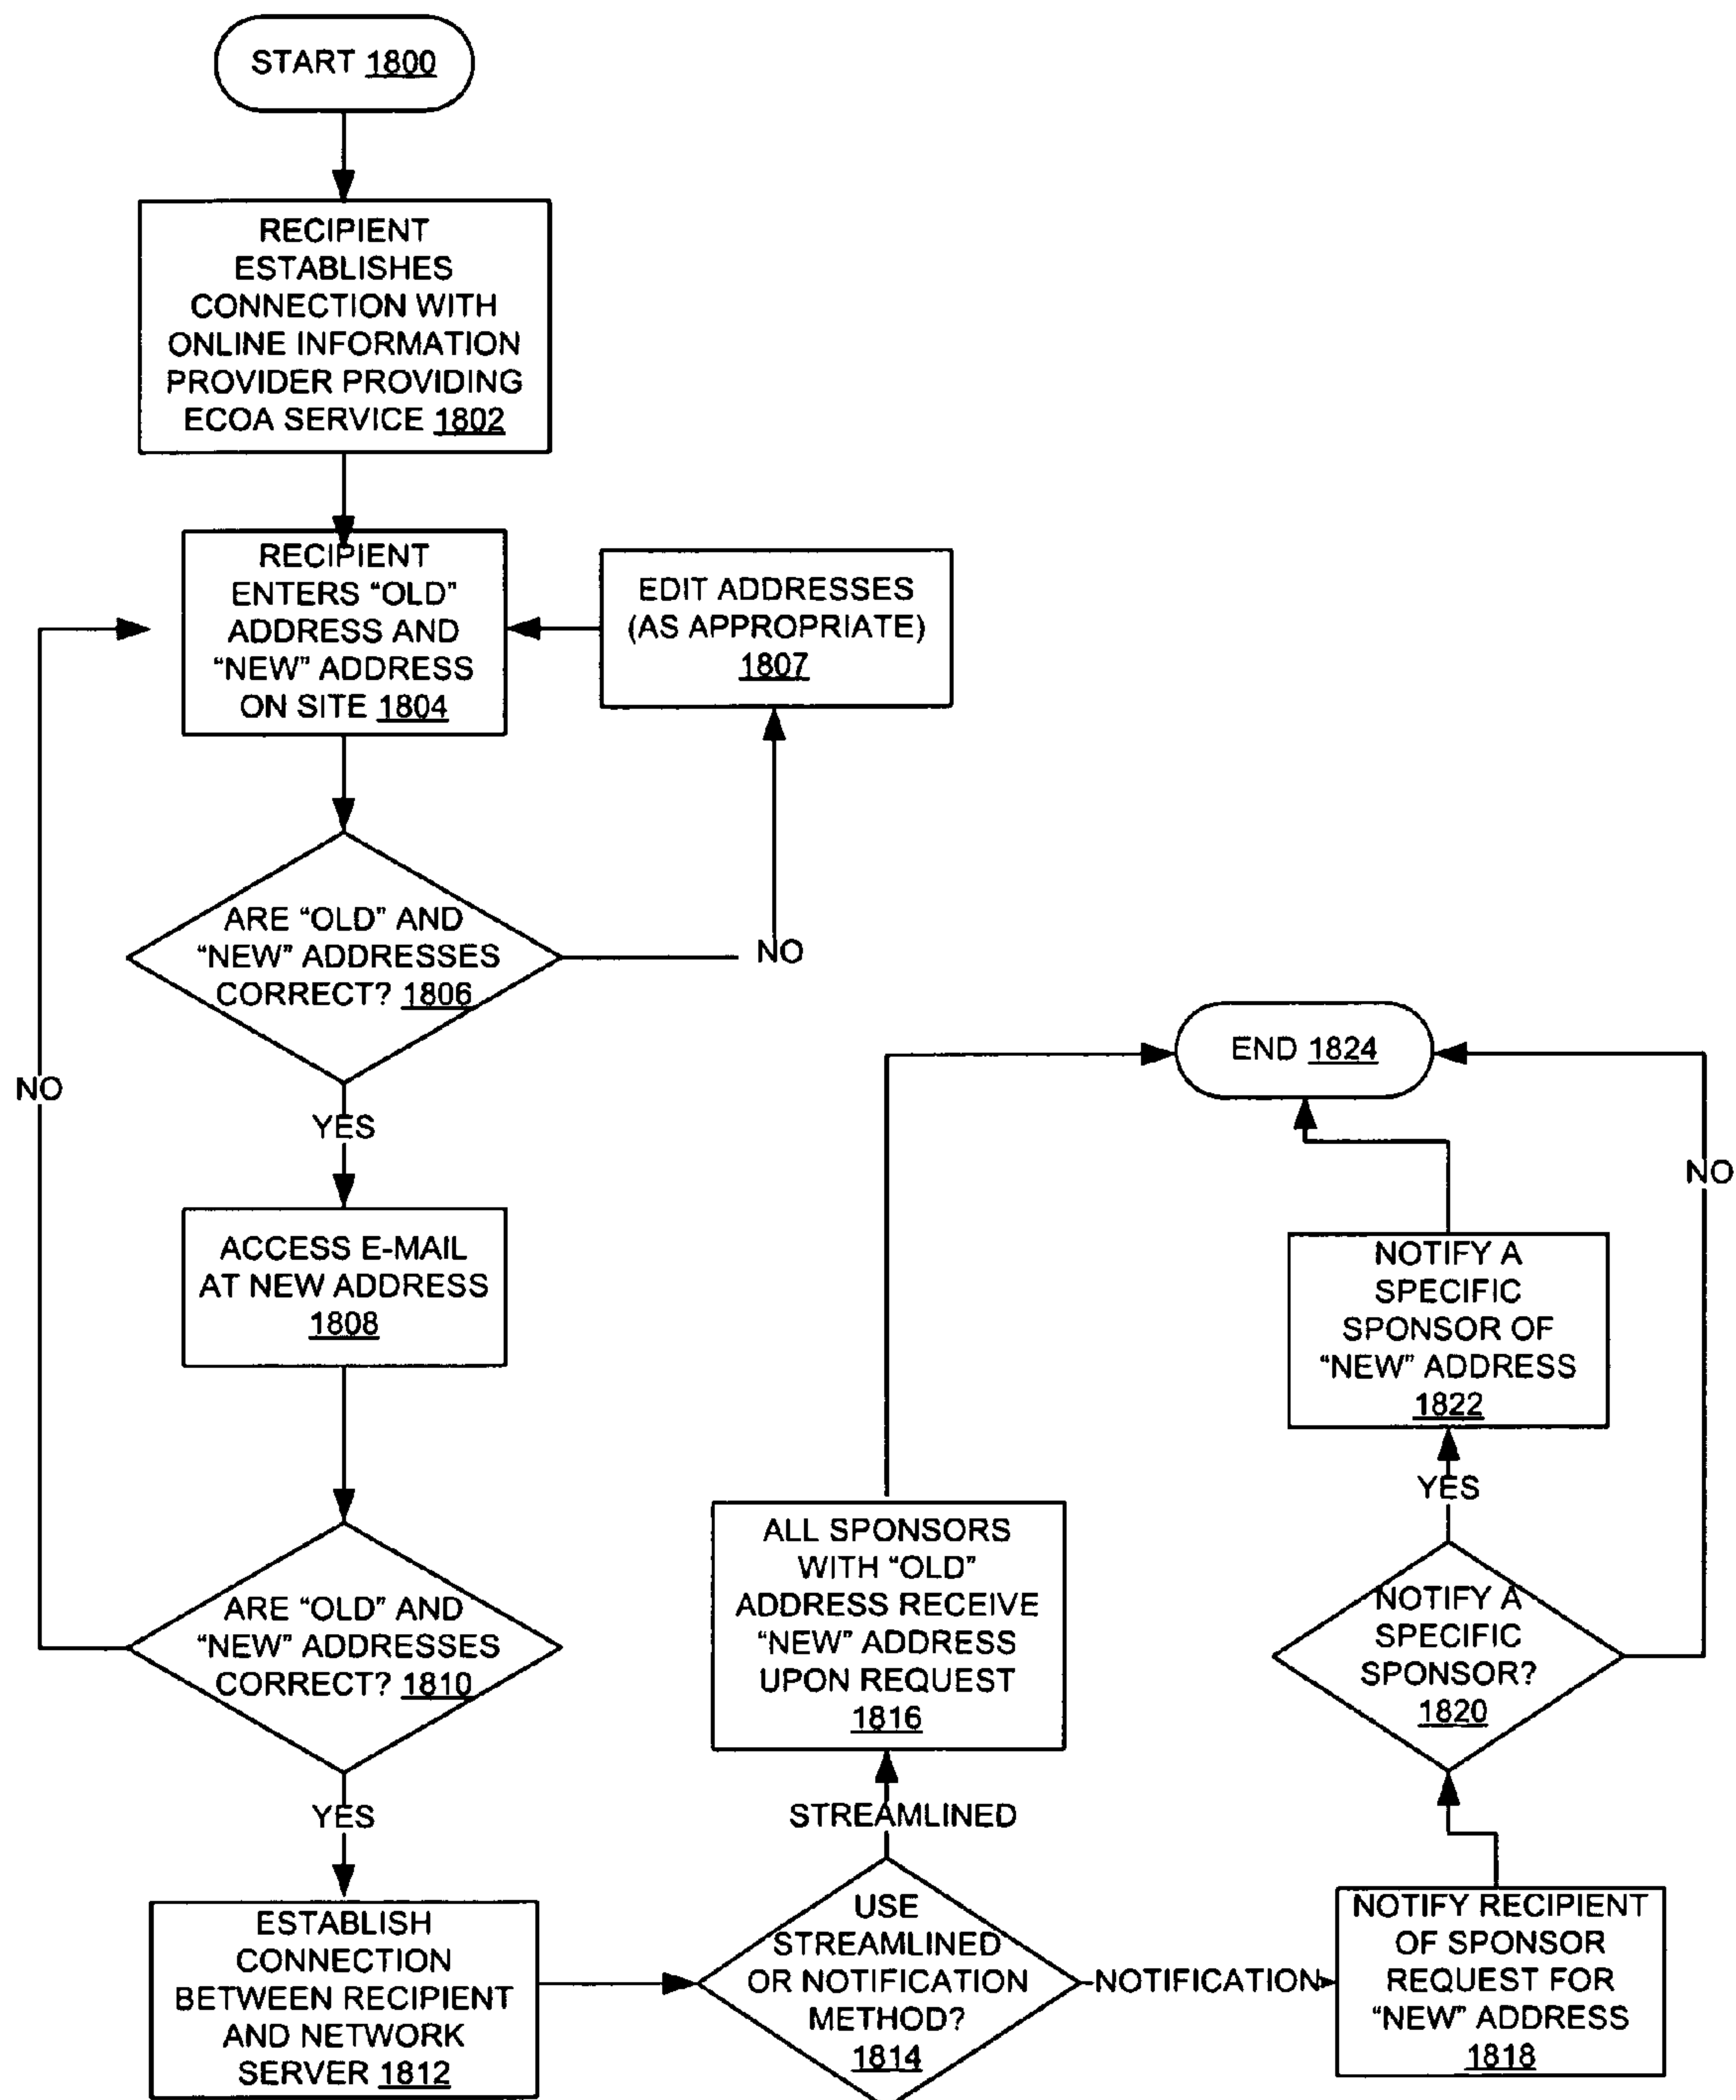 START 1800
RECIPIENT
ESTABLISHES
CONNECTION WITH
ONLINE INFORMATION
PROVIDER PROVIDING
ECOA SERVICE 1802
RECIPIENT
ENTERS “OLD”
ADDRESS AND
“NEW” ADDRESS
ON SITE 1804
EDIT ADDRESSES
(AS APPROPRIATE)
1807
ARE “OLD” AND
“NEW” ADDRESSES
CORRECT? 1806
NO
YES
NO
ACCESS E-MAIL
AT NEW ADDRESS
1808
ARE “OLD” AND
“NEW” ADDRESSES
CORRECT? 1810
YES
ESTABLISH
CONNECTION
BETWEEN RECIPIENT
AND NETWORK
SERVER 1812
USE
STREAMLINED
OR NOTIFICATION
METHOD?
1814
STREAMLINED
ALL SPONSORS
WITH “OLD”
ADDRESS RECEIVE
“NEW” ADDRESS
UPON REQUEST
1816
NOTIFICATION
NOTIFY RECIPIENT
OF SPONSOR
REQUEST FOR
“NEW” ADDRESS
1818
NOTIFY A
SPECIFIC
SPONSOR?
1820
YES
NO
NOTIFY A
SPECIFIC
SPONSOR OF
“NEW” ADDRESS
1822
END 1824